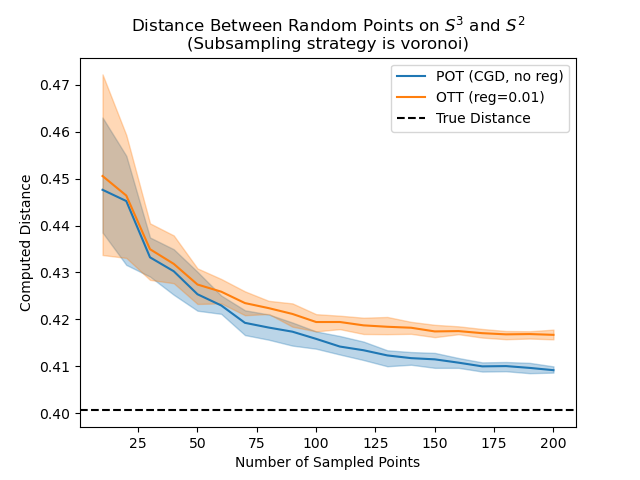 Distance Between Random Points on $S^3$ and $S^2$
(Subsampling strategy is voronoi)
POT (CGD, no reg)
OTT (reg=0.01)
True Distance
Computed Distance
0.47
0.46
0.45
0.44
0.43
0.42
0.41
0.40
25 50 75 100 125 150 175 200
Number of Sampled Points